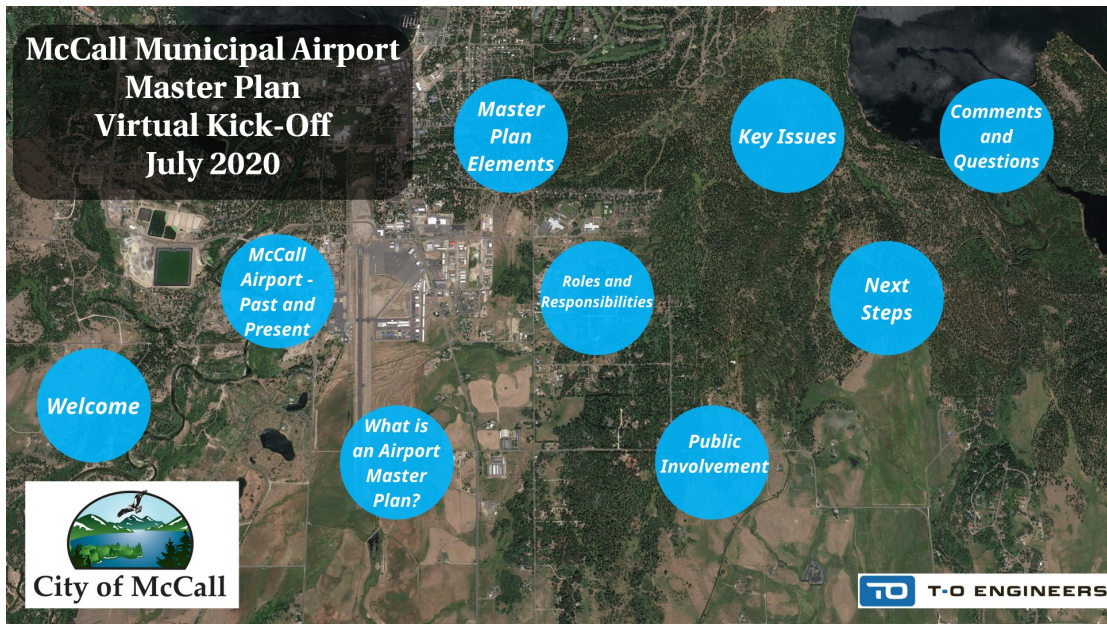 McCall Municipal Airport
Master Plan
Virtual Kick-Off
July 2020
Master
Plan
Elements
Key Issues
Comments
and
Questions
McCall
Airport -
Past and
Present
Roles and
Responsibilities
Next
Steps
Welcome
What is
an Airport
Master
Plan?
Public
Involvement
City of McCall
TO T-O ENGINEERS